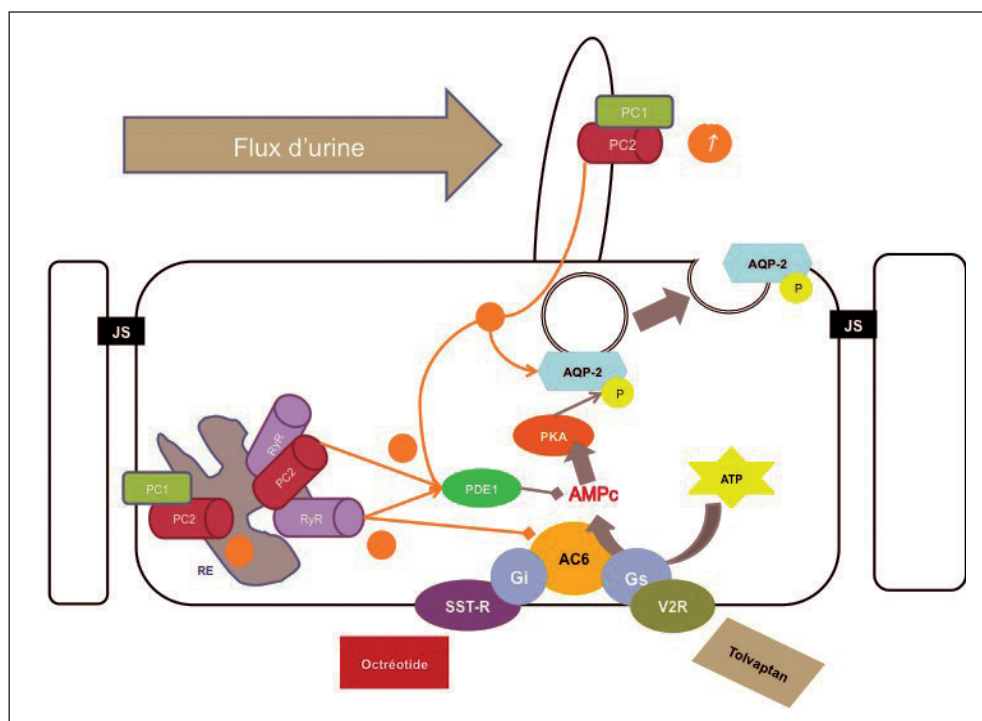 PC1
Flux d'urine
PC2
↑
AQP-2
P
JS
JS
AQP-2
P
RyR
PKA
PC2
PC1
PDE1
AMPc
ATP
PC2
RyR
AC6
RE
Gi
Gs
SST-R
V2R
Octréotide
Tolvaptan